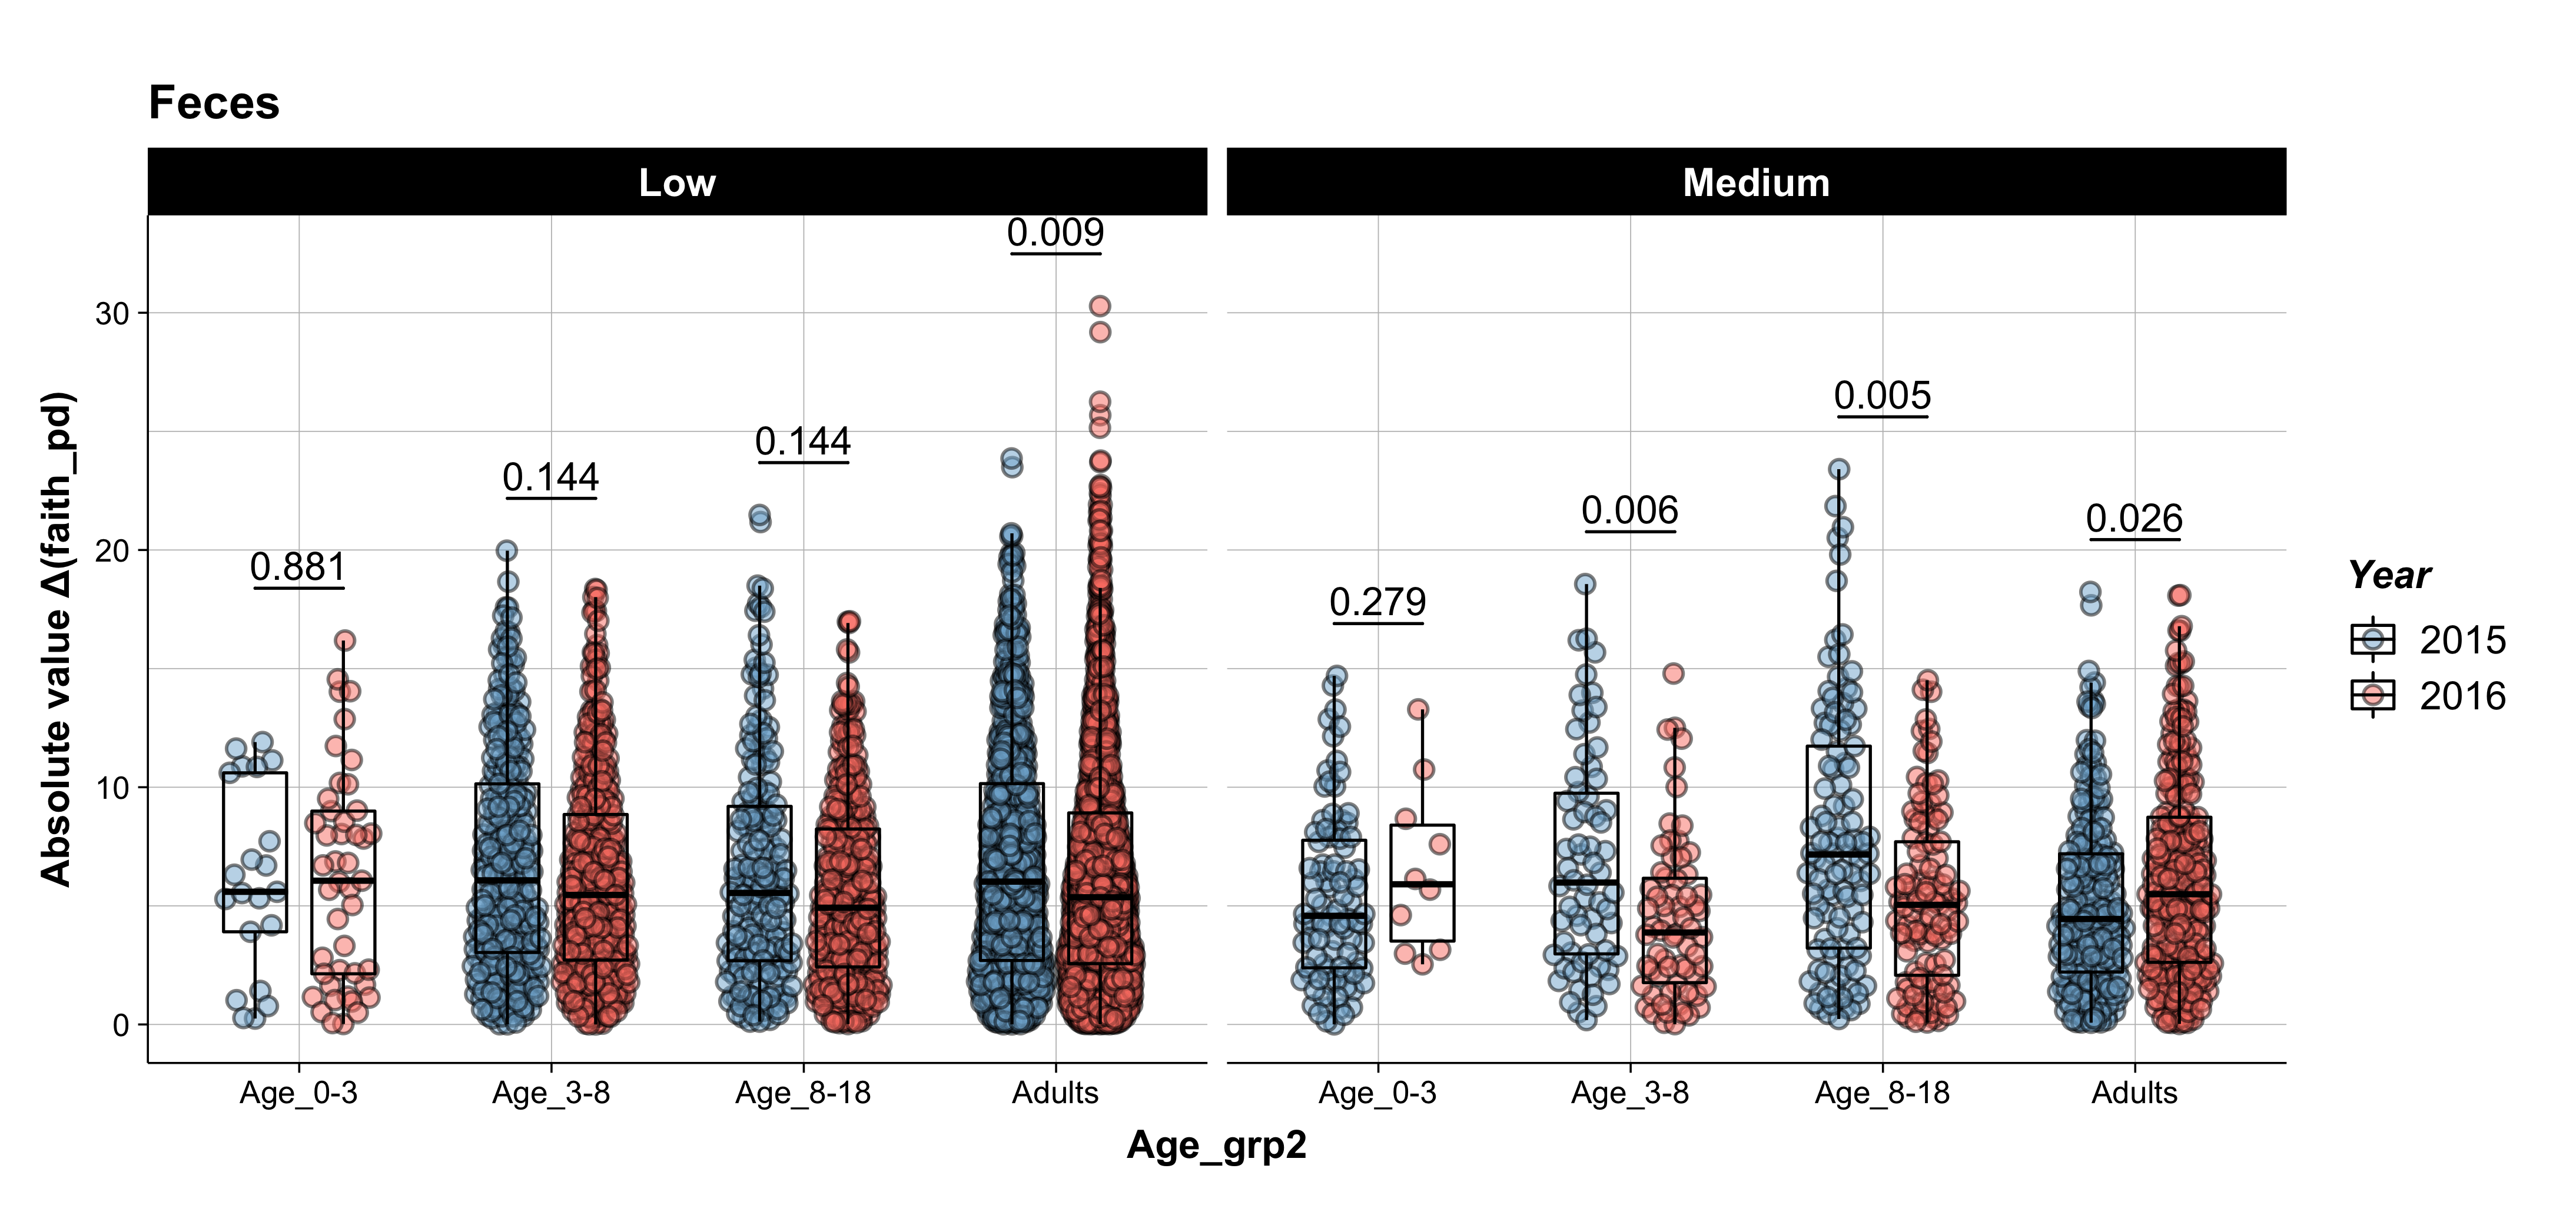 Feces
Low
Medium
0.881
0.144
0.144
0.009
0.279
0.006
0.005
0.026
Absolute value Δ(faith_pd)
30
20
10
0
Age_0-3
Age_3-8
Age_8-18
Adults
Age_0-3
Age_3-8
Age_8-18
Adults
Age_grp2
Year
2015
2016